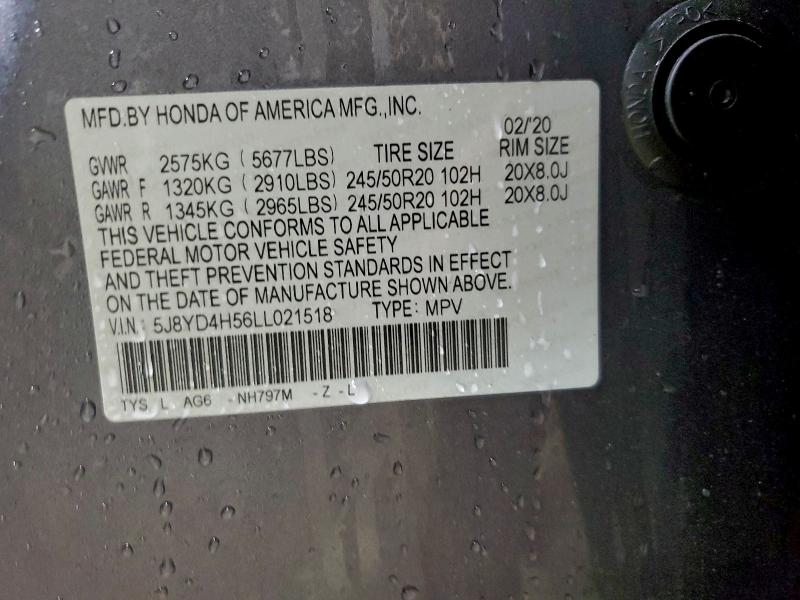 MFD.BY HONDA OF AMERICA MFG.,INC.
02/'20
GVWR 2575KG ( 5677LBS) TIRE SIZE RIM SIZE
GAWR F 1320KG ( 2910LBS) 245/50R20 102H 20X8.0J
GAWR R 1345KG ( 2965LBS) 245/50R20 102H 20X8.0J
THIS VEHICLE CONFORMS TO ALL APPLICABLE
FEDERAL MOTOR VEHICLE SAFETY
AND THEFT PREVENTION STANDARDS IN EFFECT
ON THE DATE OF MANUFACTURE SHOWN ABOVE.
V.I.N.: 5J8YD4H56LL021518 TYPE: MPV
TYS L AG6 - NH797M - Z - L